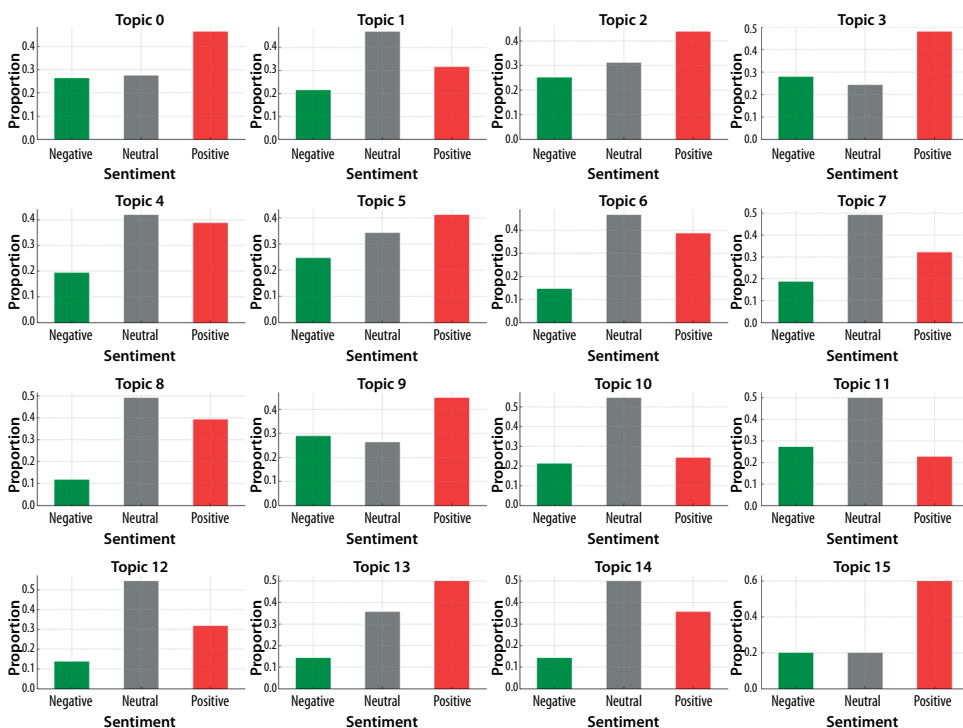 Topic 0
Proportion
0.4
0.3
0.2
0.1
0.0
Negative Neutral Positive
Sentiment
Topic 1
Proportion
0.4
0.3
0.2
0.1
0.0
Negative Neutral Positive
Sentiment
Topic 2
Proportion
0.4
0.3
0.2
0.1
0.0
Negative Neutral Positive
Sentiment
Topic 3
Proportion
0.5
0.4
0.3
0.2
0.1
0.0
Negative Neutral Positive
Sentiment
Topic 4
Proportion
0.4
0.3
0.2
0.1
0.0
Negative Neutral Positive
Sentiment
Topic 5
Proportion
0.4
0.3
0.2
0.1
0.0
Negative Neutral Positive
Sentiment
Topic 6
Proportion
0.4
0.3
0.2
0.1
0.0
Negative Neutral Positive
Sentiment
Topic 7
Proportion
0.5
0.4
0.3
0.2
0.1
0.0
Negative Neutral Positive
Sentiment
Topic 8
Proportion
0.5
0.4
0.3
0.2
0.1
0.0
Negative Neutral Positive
Sentiment
Topic 9
Proportion
0.4
0.3
0.2
0.1
0.0
Negative Neutral Positive
Sentiment
Topic 10
Proportion
0.5
0.4
0.3
0.2
0.1
0.0
Negative Neutral Positive
Sentiment
Topic 11
Proportion
0.5
0.4
0.3
0.2
0.1
0.0
Negative Neutral Positive
Sentiment
Topic 12
Proportion
0.5
0.4
0.3
0.2
0.1
0.0
Negative Neutral Positive
Sentiment
Topic 13
Proportion
0.5
0.4
0.3
0.2
0.1
0.0
Negative Neutral Positive
Sentiment
Topic 14
Proportion
0.5
0.4
0.3
0.2
0.1
0.0
Negative Neutral Positive
Sentiment
Topic 15
Proportion
0.6
0.4
0.2
0.0
Negative Neutral Positive
Sentiment